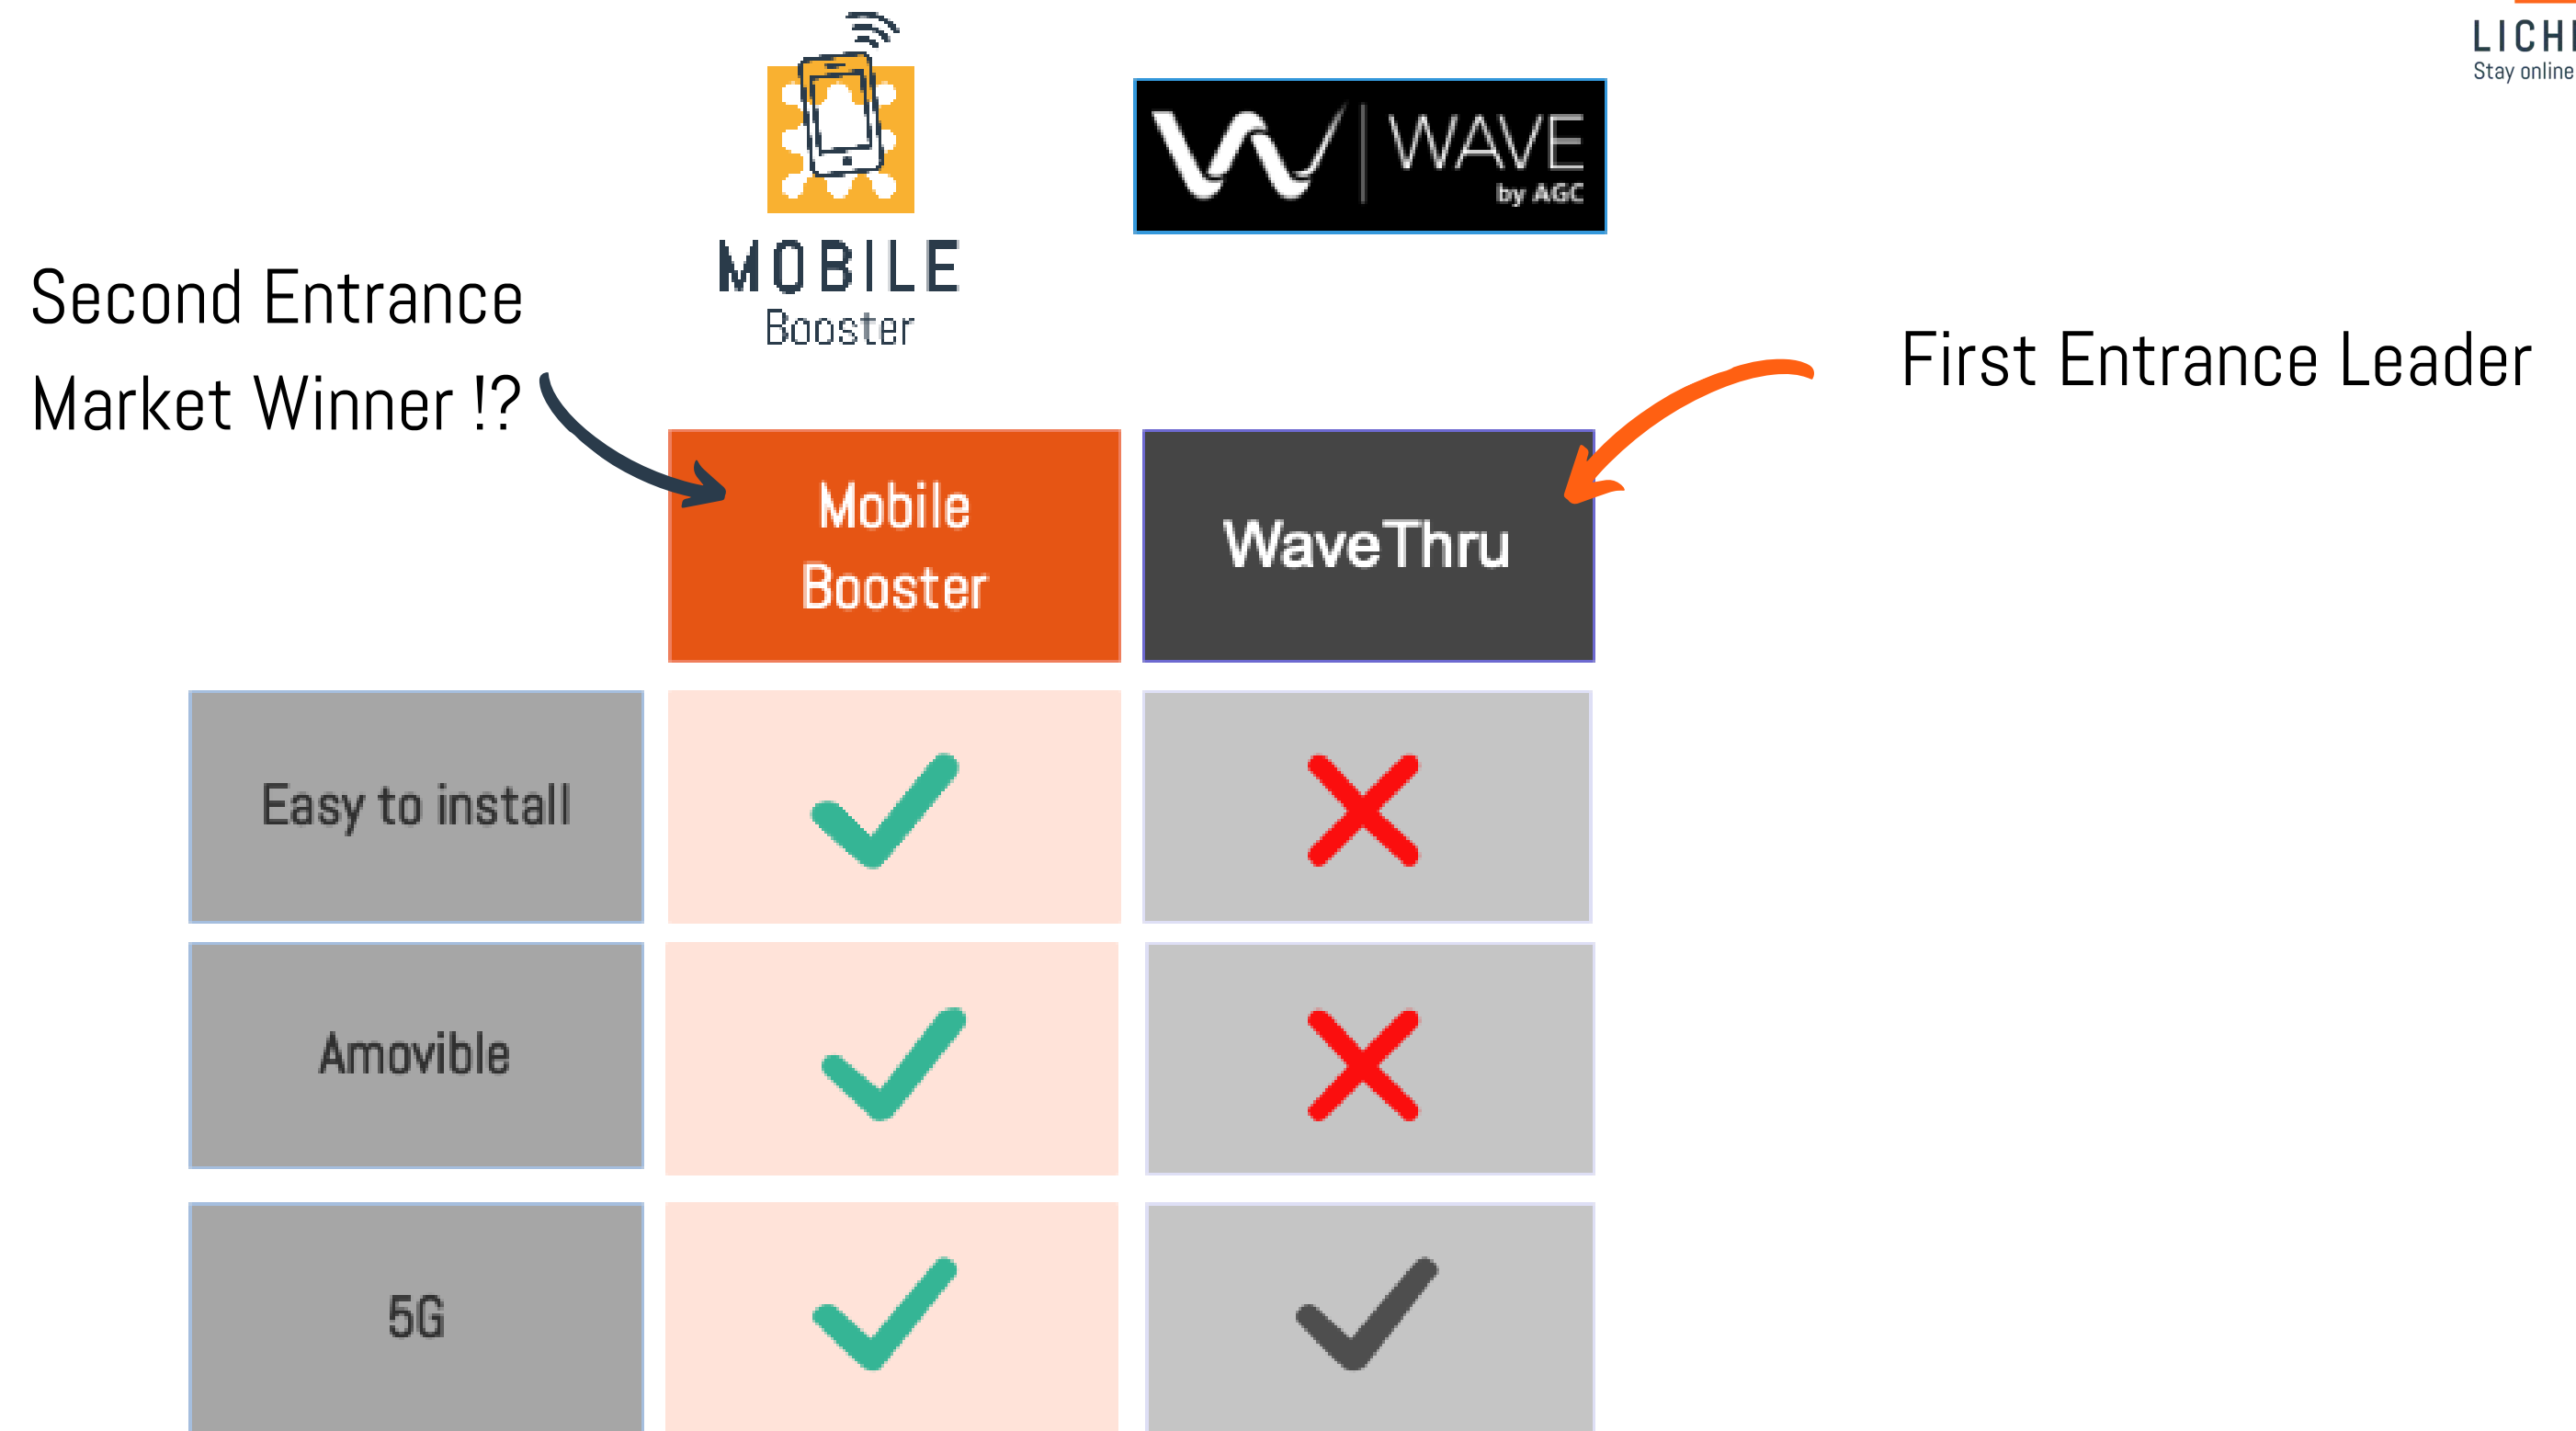 LICH
Stay online
WAVE
by AGC
MOBILE
Booster
Second Entrance
Market Winner !?
First Entrance Leader
Mobile
Booster
WaveThru
Easy to install
Amovible
5G